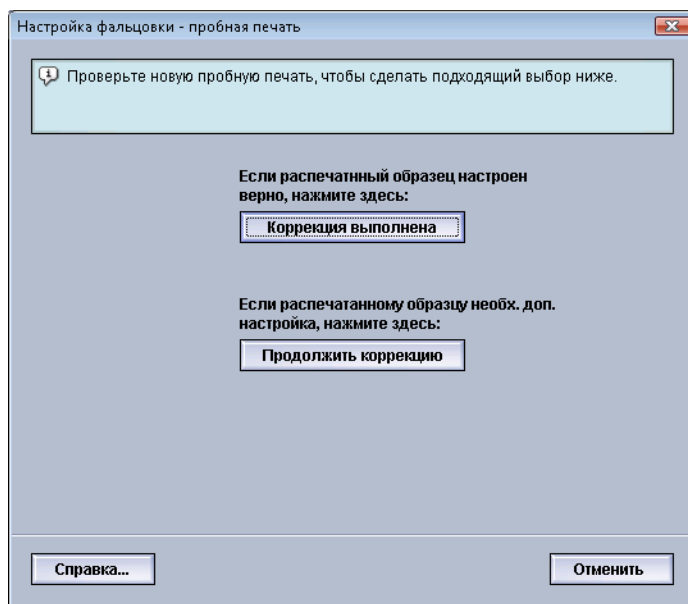 Настройка фальцовки - пробная печать
Проверьте новую пробную печать, чтобы сделать подходящий выбор ниже.
Если распечатнный образец настроен
верно, нажмите здесь:
Коррекция выполнена
Если распечатанному образцу необх. доп.
настройка, нажмите здесь:
Продолжить коррекцию
Справка...
Отменить